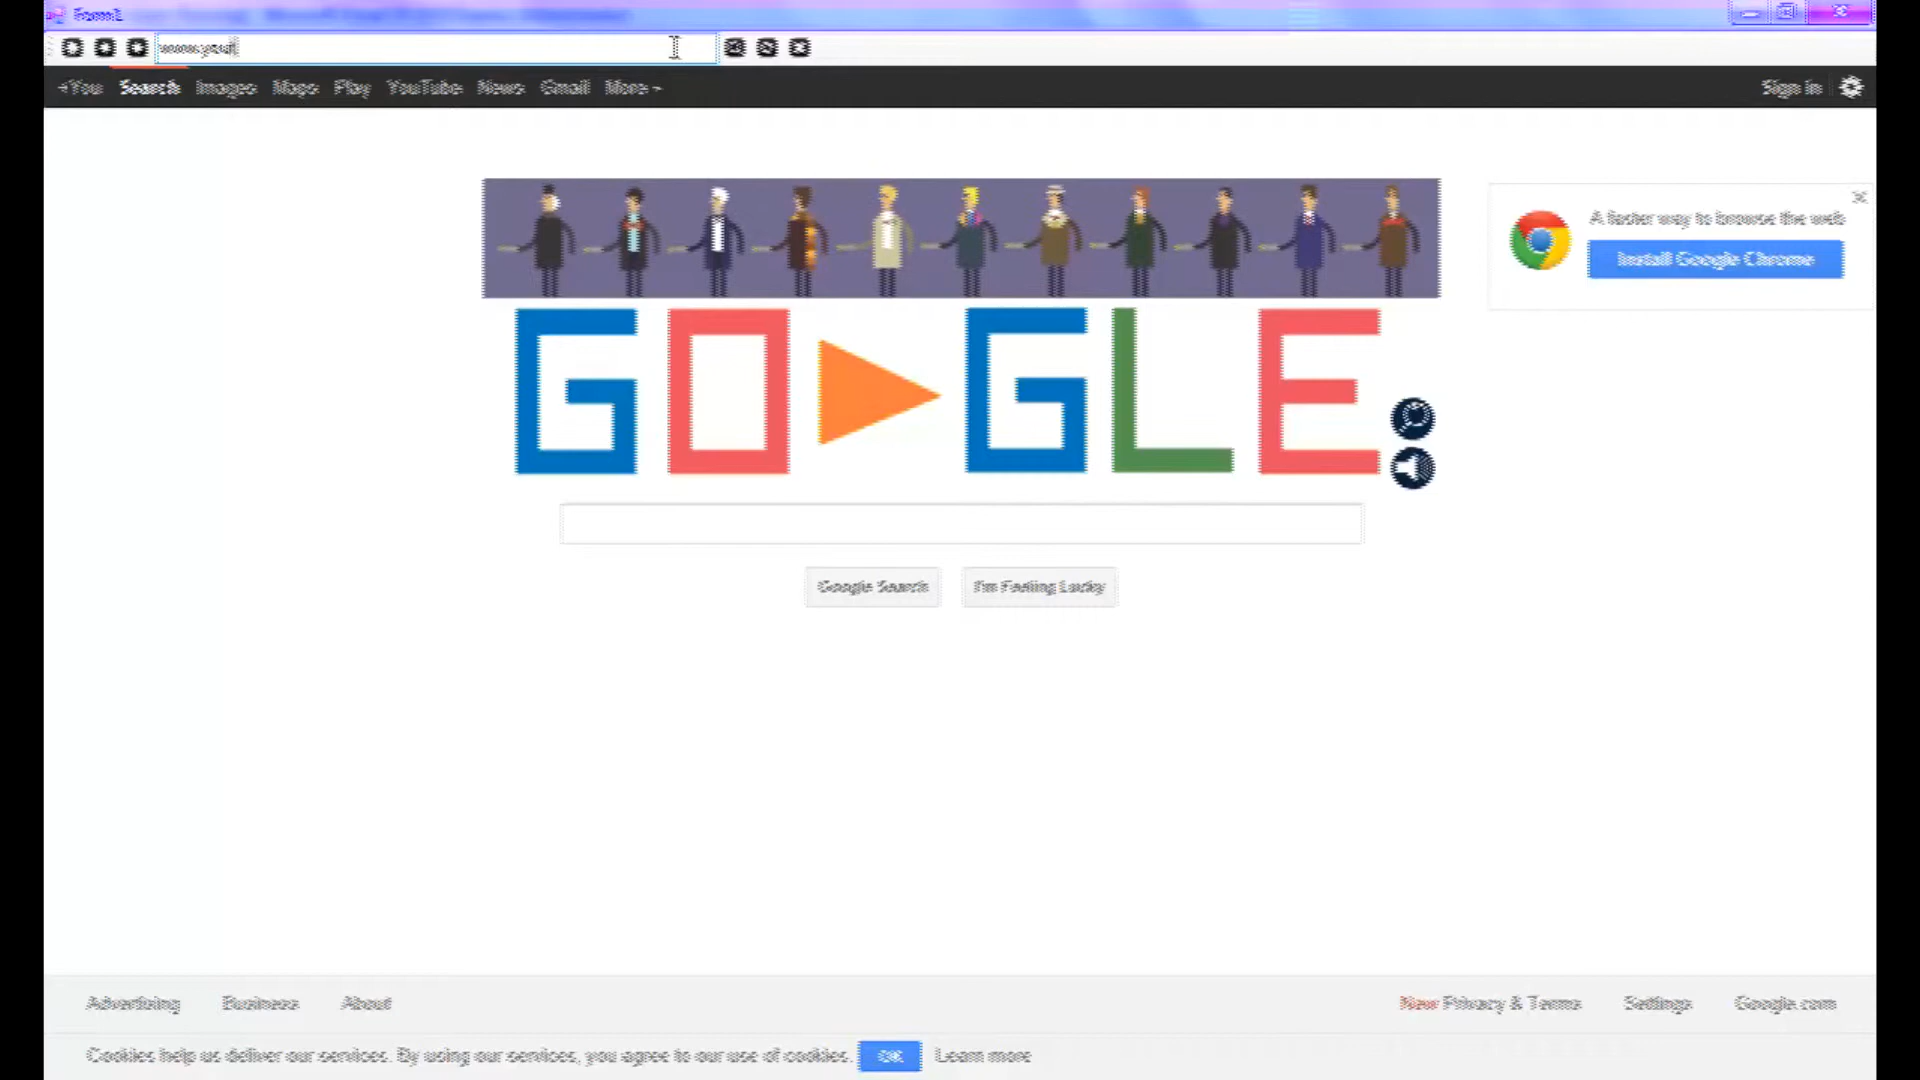 Form1
www.yout
+You Search Images Maps Play YouTube News Gmail More
Sign in
A faster way to browse the web
Install Google Chrome
GO GLE
Google Search I'm Feeling Lucky
Advertising Business About
New Privacy & Terms Settings Google.com
Cookies help us deliver our services. By using our services, you agree to our use of cookies. OK Learn more